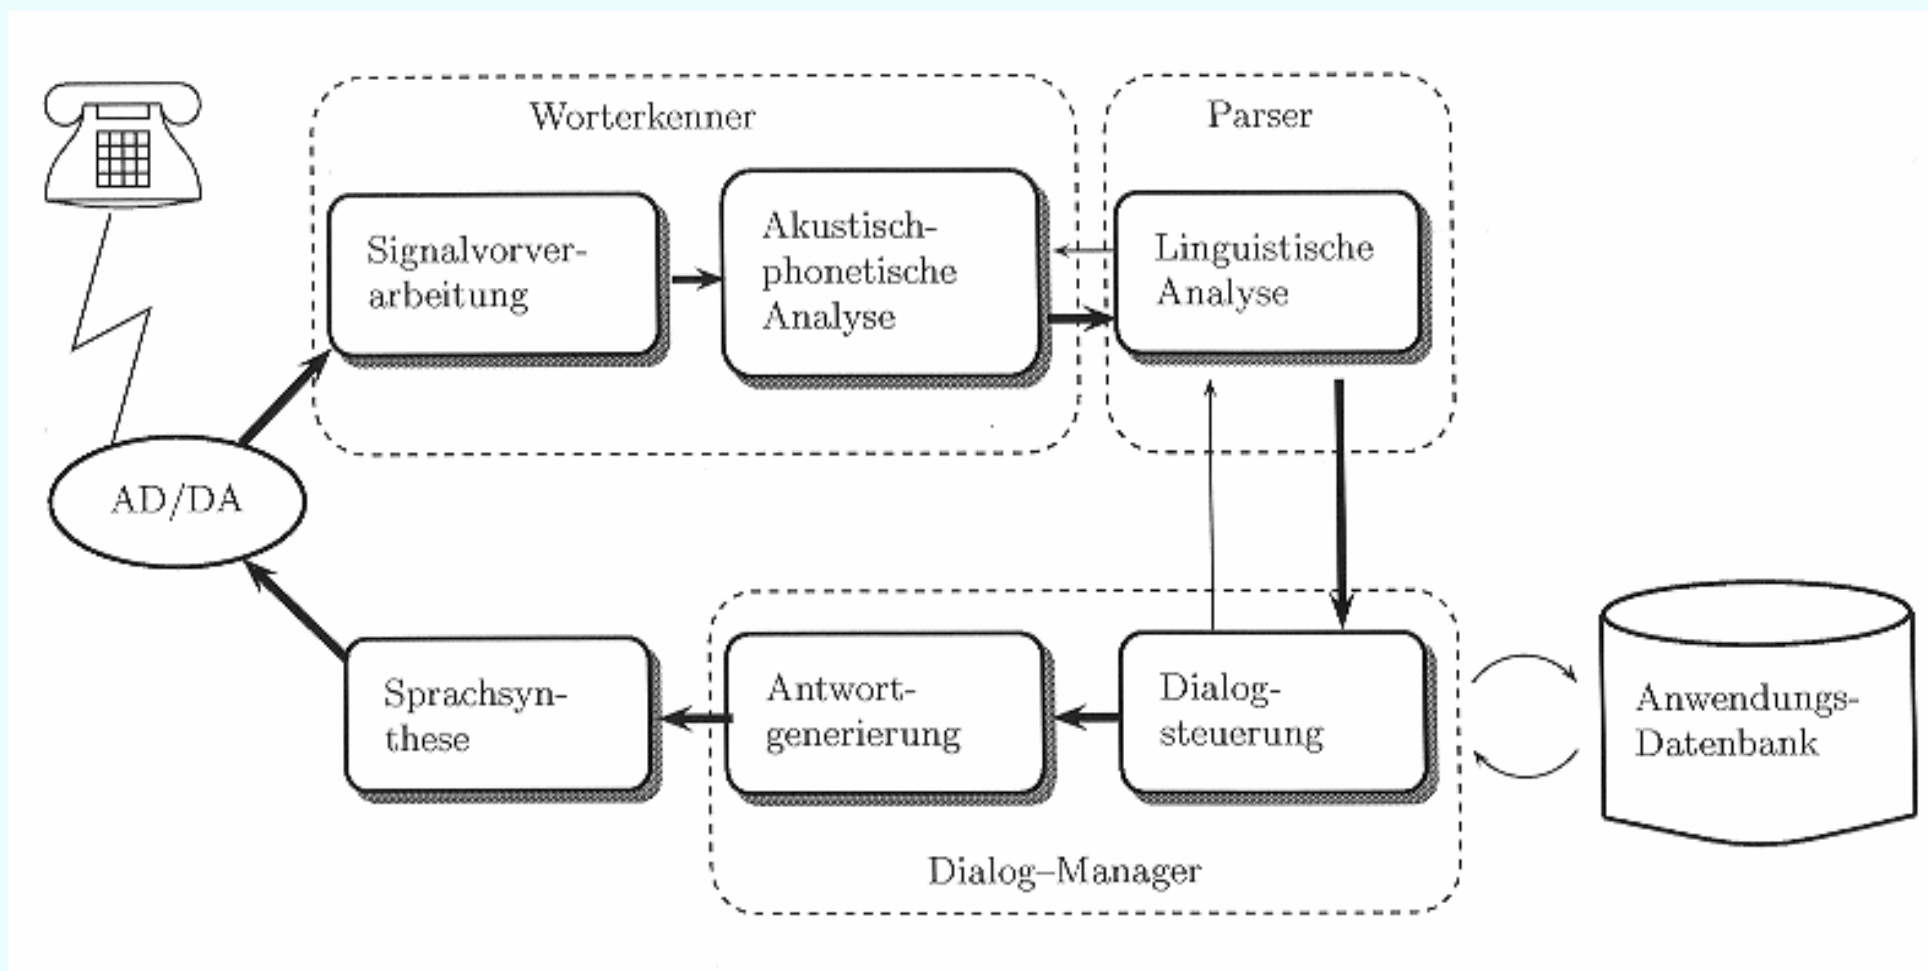 Worterkenner
Parser
Signalvorver-
arbeitung
Akustisch-
phonetische
Analyse
Linguistische
Analyse
AD/DA
Sprachsyn-
these
Antwort-
generierung
Dialog-
steuerung
Anwendungs-
Datenbank
Dialog–Manager